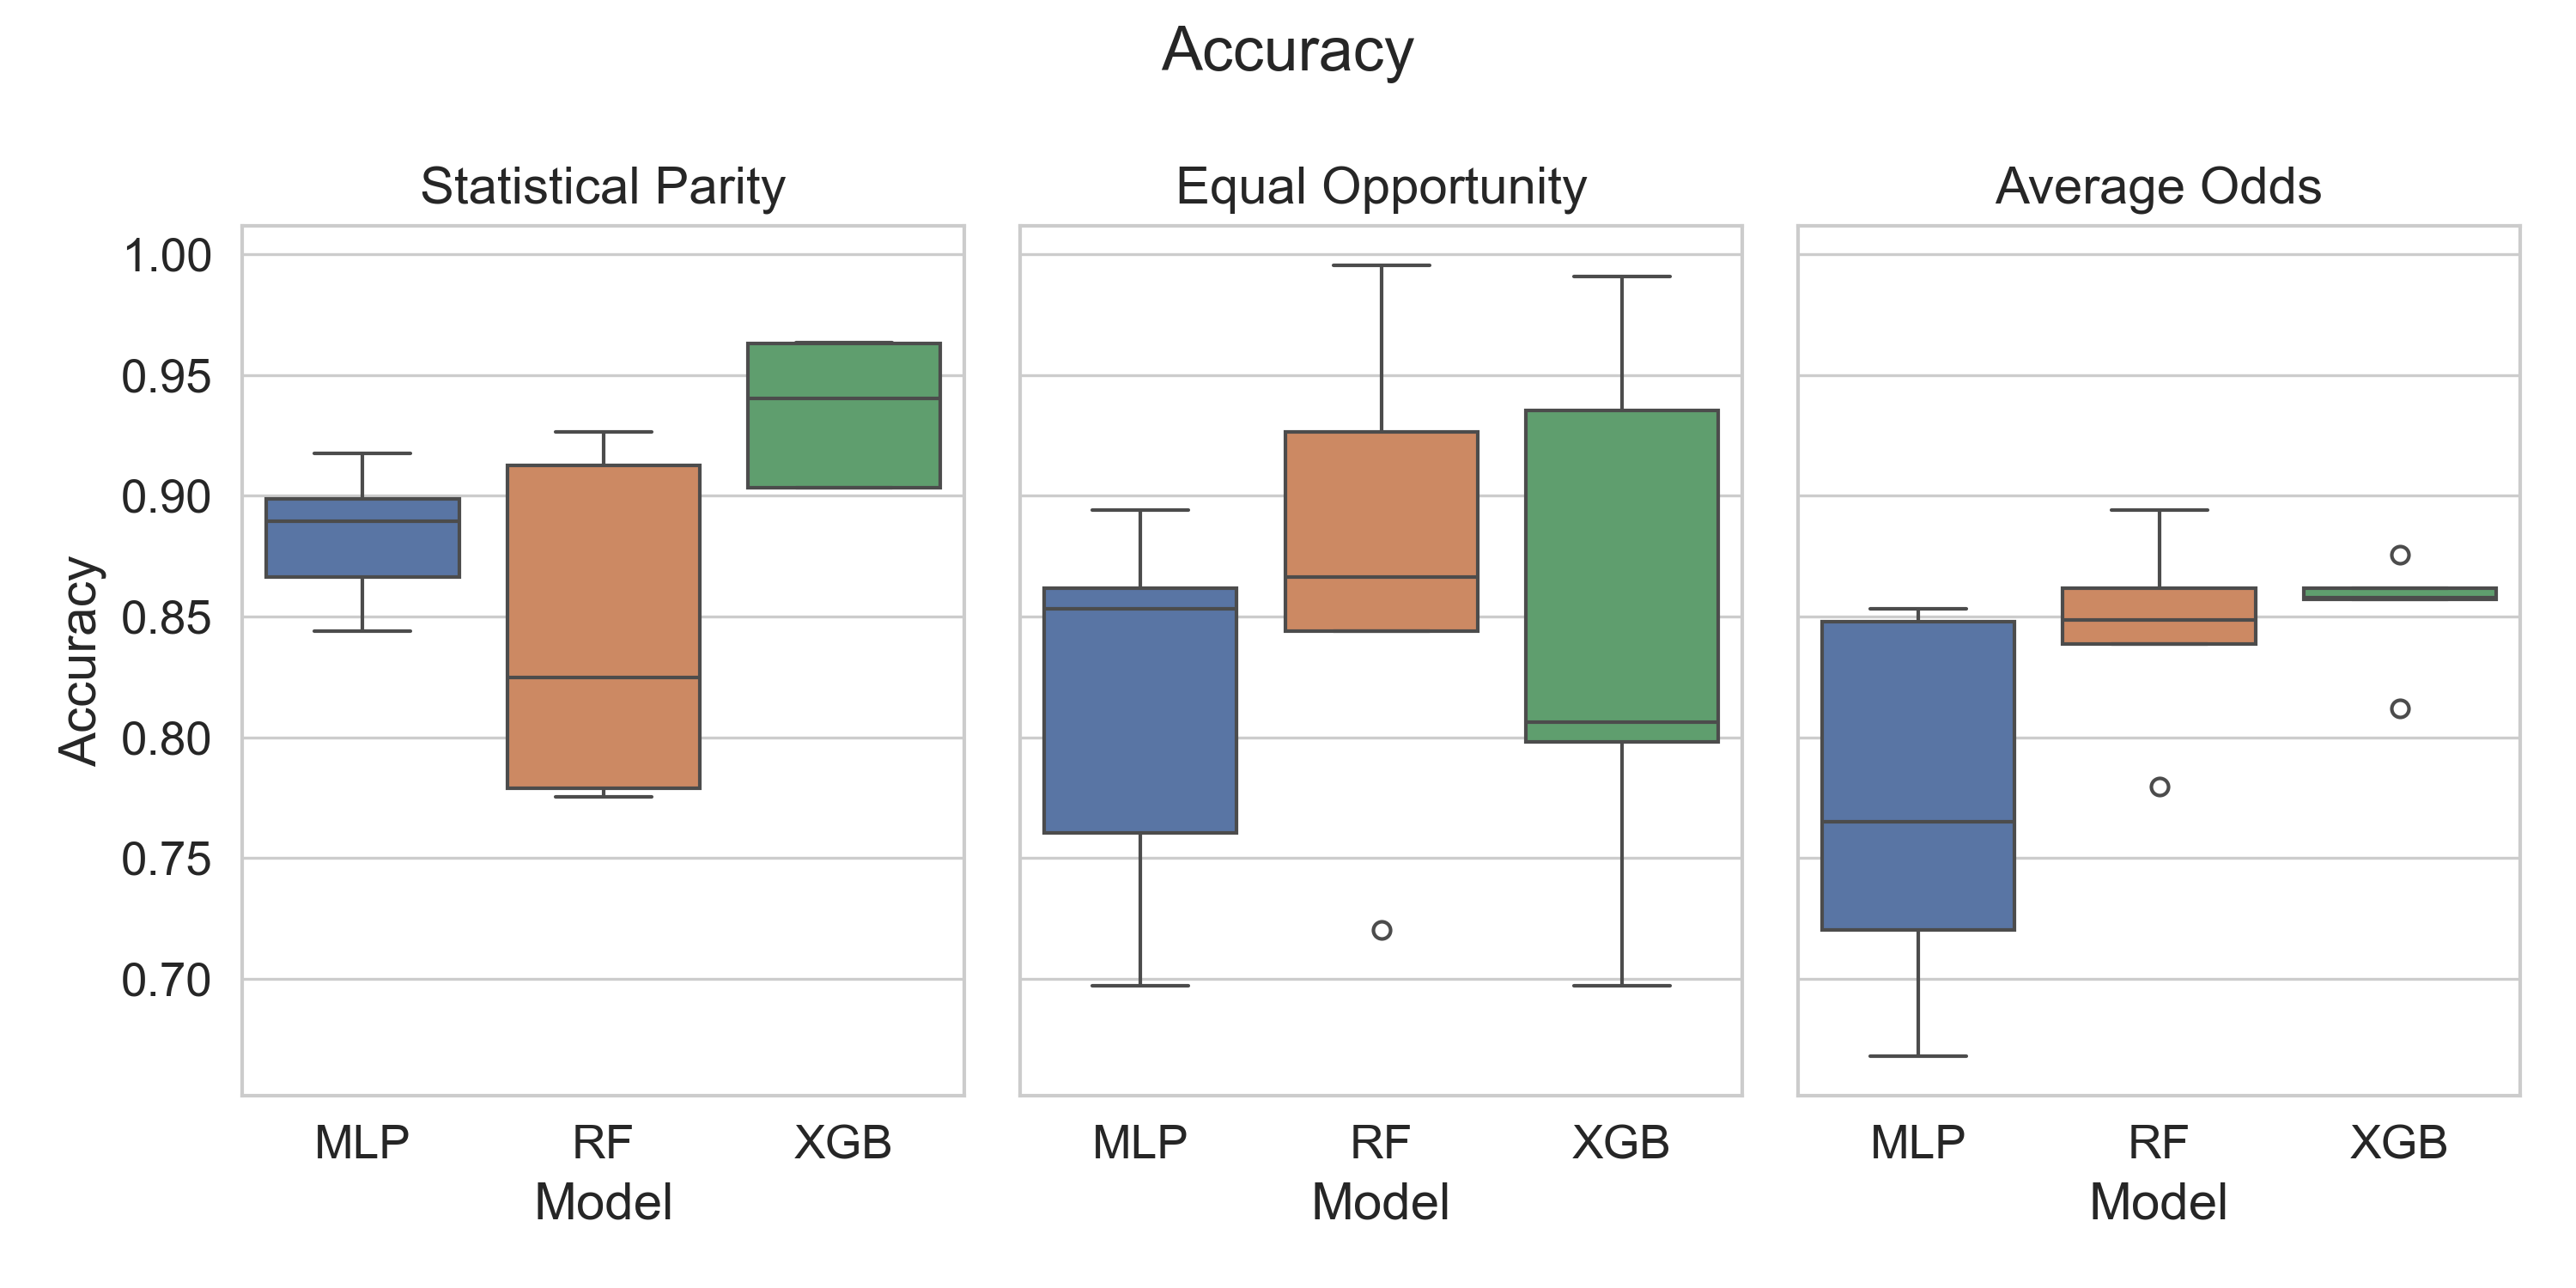 Accuracy
Statistical Parity
Equal Opportunity
Average Odds
Accuracy
1.00
0.95
0.90
0.85
0.80
0.75
0.70
MLP RF XGB
Model
MLP RF XGB
Model
MLP RF XGB
Model